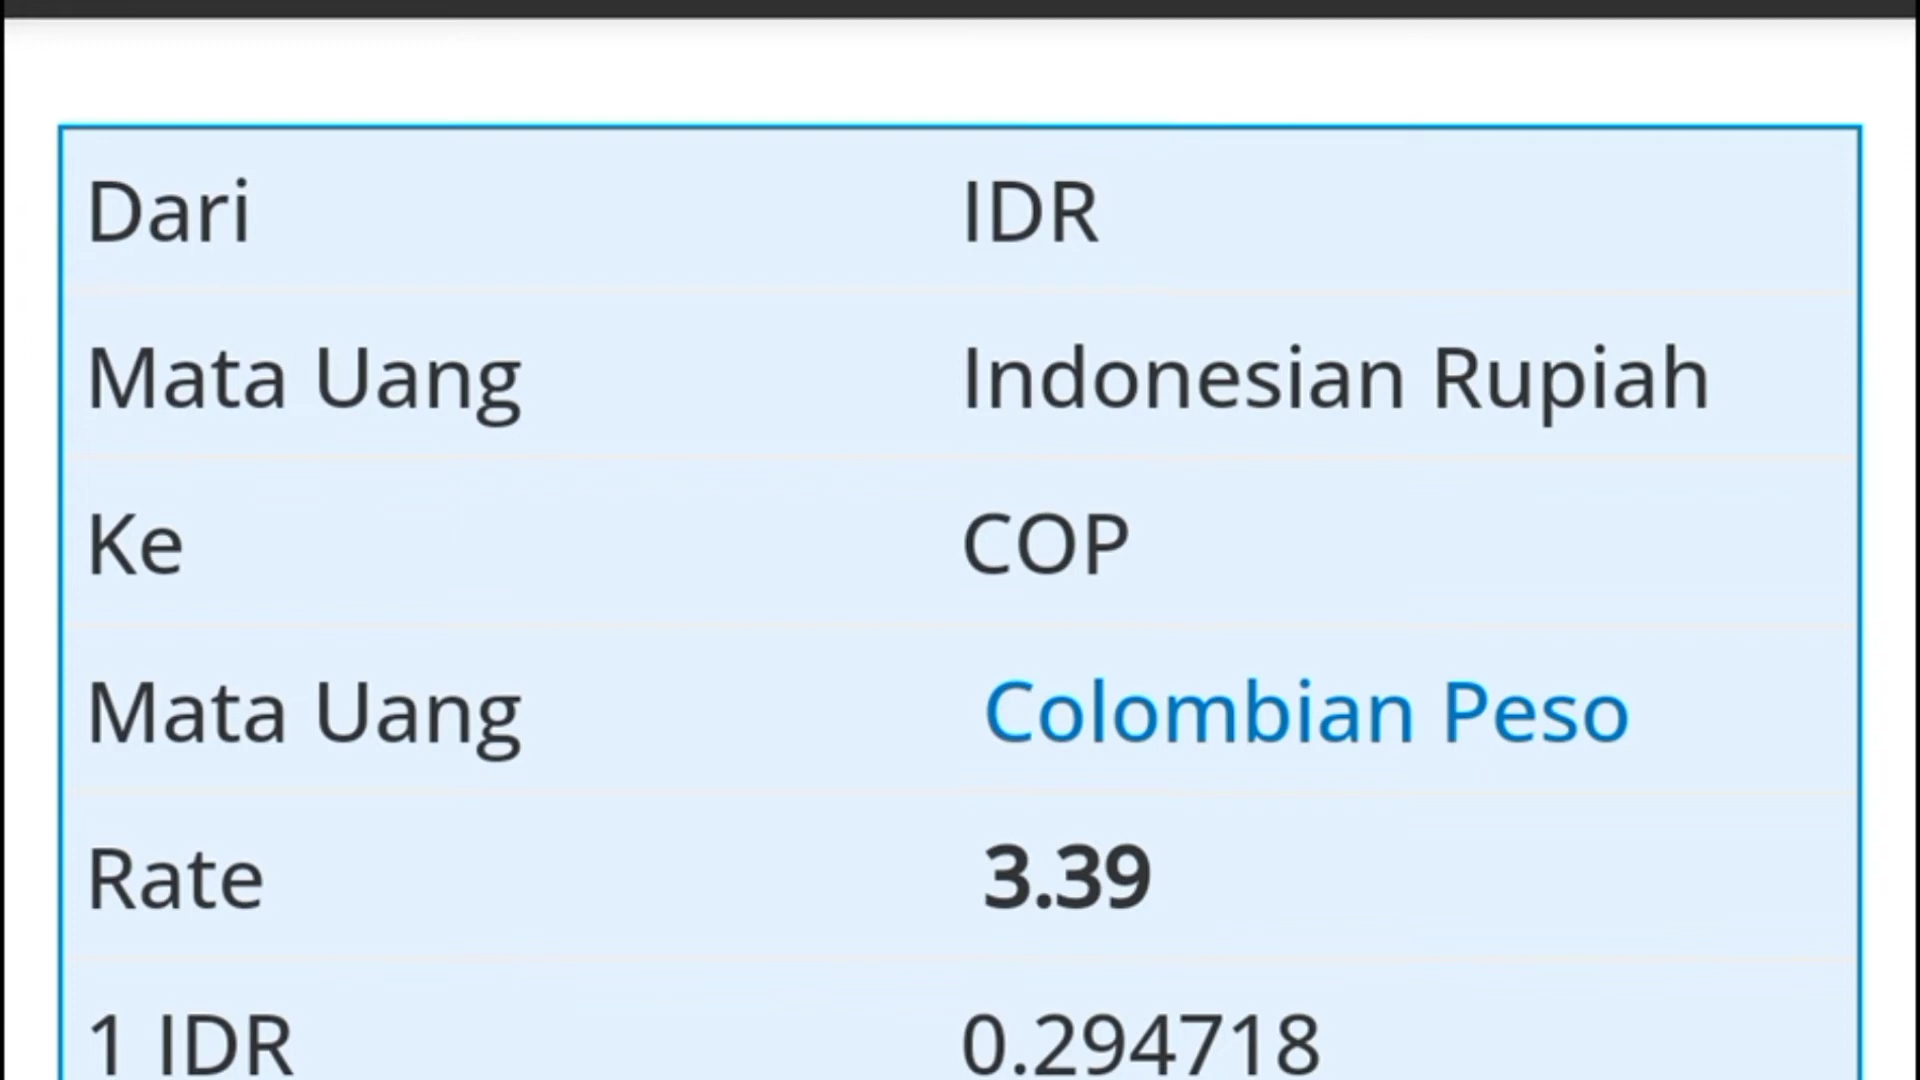 Dari IDR
Mata Uang Indonesian Rupiah
Ke COP
Mata Uang Colombian Peso
Rate 3.39
1 IDR 0.294718